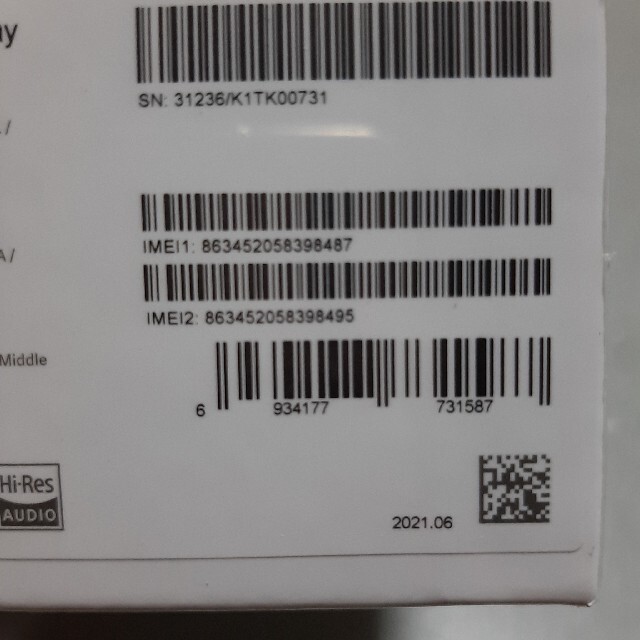 SN: 31236/K1TK00731
IMEI1: 863452058398487
IMEI2: 863452058398495
Middle
6 934177 731587
Hi-Res
AUDIO
2021.06